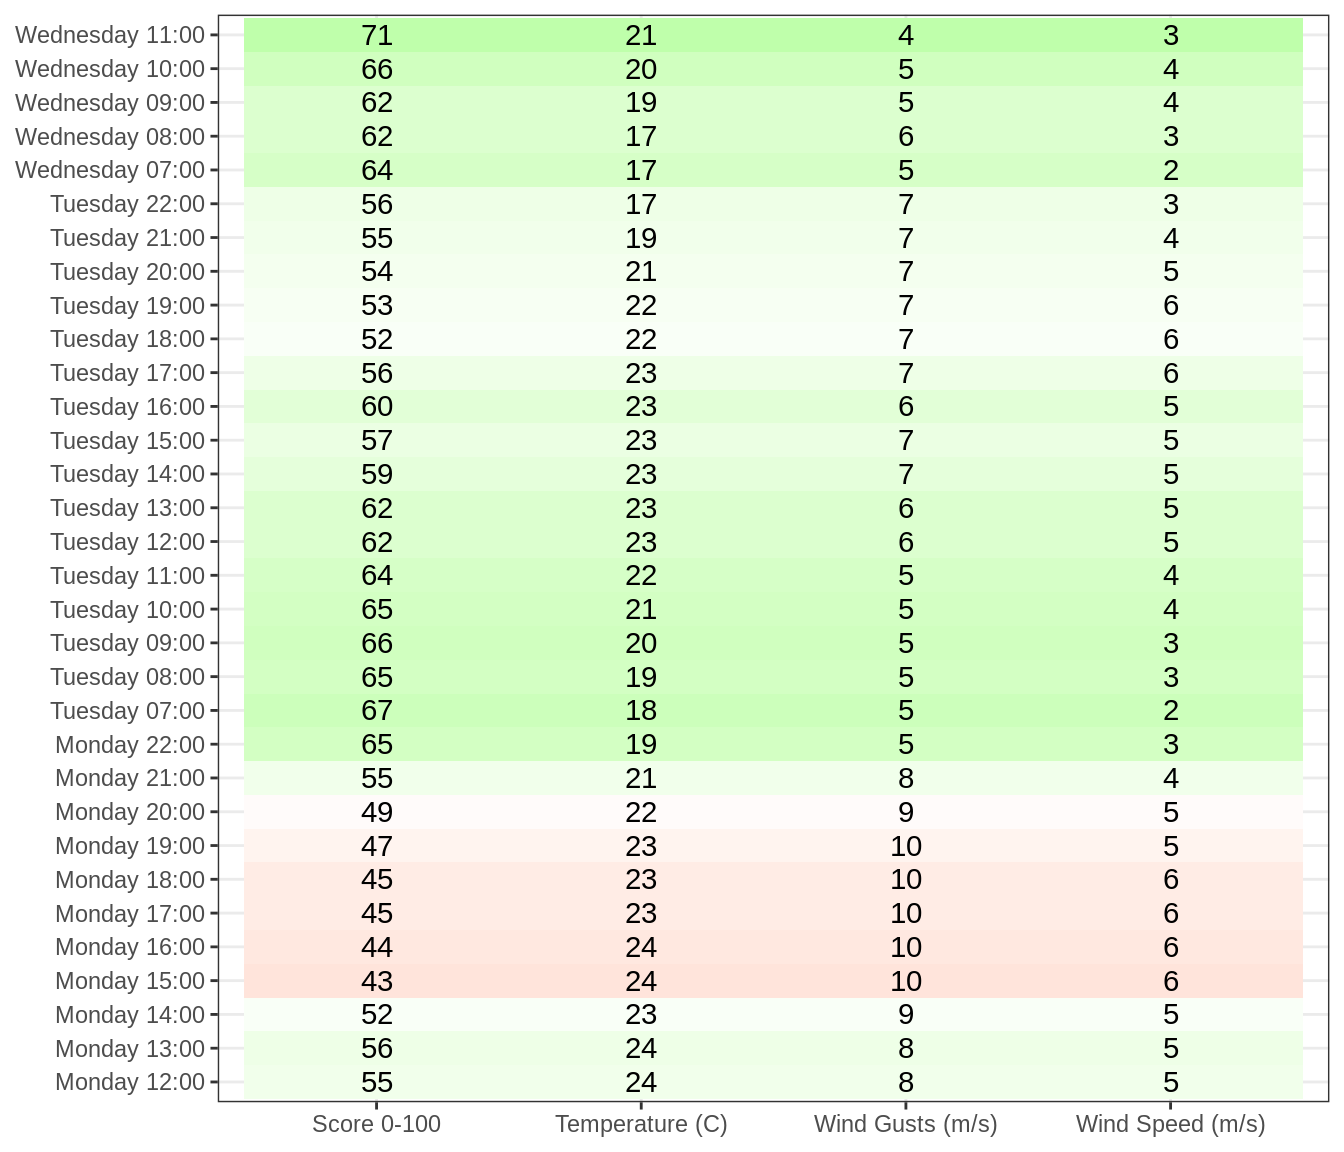 Wednesday 11:00 71 21 4 3
Wednesday 10:00 66 20 5 4
Wednesday 09:00 62 19 5 4
Wednesday 08:00 62 17 6 3
Wednesday 07:00 64 17 5 2
Tuesday 22:00 56 17 7 3
Tuesday 21:00 55 19 7 4
Tuesday 20:00 54 21 7 5
Tuesday 19:00 53 22 7 6
Tuesday 18:00 52 22 7 6
Tuesday 17:00 56 23 7 6
Tuesday 16:00 60 23 6 5
Tuesday 15:00 57 23 7 5
Tuesday 14:00 59 23 7 5
Tuesday 13:00 62 23 6 5
Tuesday 12:00 62 23 6 5
Tuesday 11:00 64 22 5 4
Tuesday 10:00 65 21 5 4
Tuesday 09:00 66 20 5 3
Tuesday 08:00 65 19 5 3
Tuesday 07:00 67 18 5 2
Monday 22:00 65 19 5 3
Monday 21:00 55 21 8 4
Monday 20:00 49 22 9 5
Monday 19:00 47 23 10 5
Monday 18:00 45 23 10 6
Monday 17:00 45 23 10 6
Monday 16:00 44 24 10 6
Monday 15:00 43 24 10 6
Monday 14:00 52 23 9 5
Monday 13:00 56 24 8 5
Monday 12:00 55 24 8 5
Score 0-100 Temperature (C) Wind Gusts (m/s) Wind Speed (m/s)